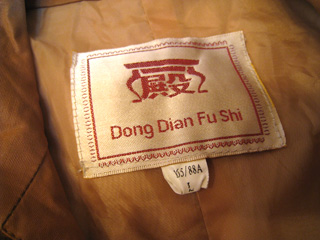 殿
Dong Dian Fu Shi
165/88A
L